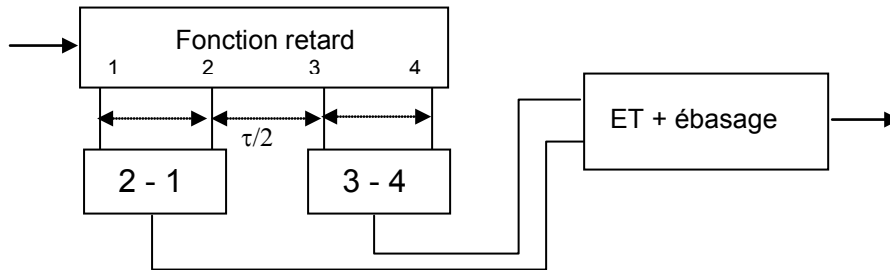 Fonction retard
1 2 3 4
τ/2
ET + ébasage
2 - 1
3 - 4